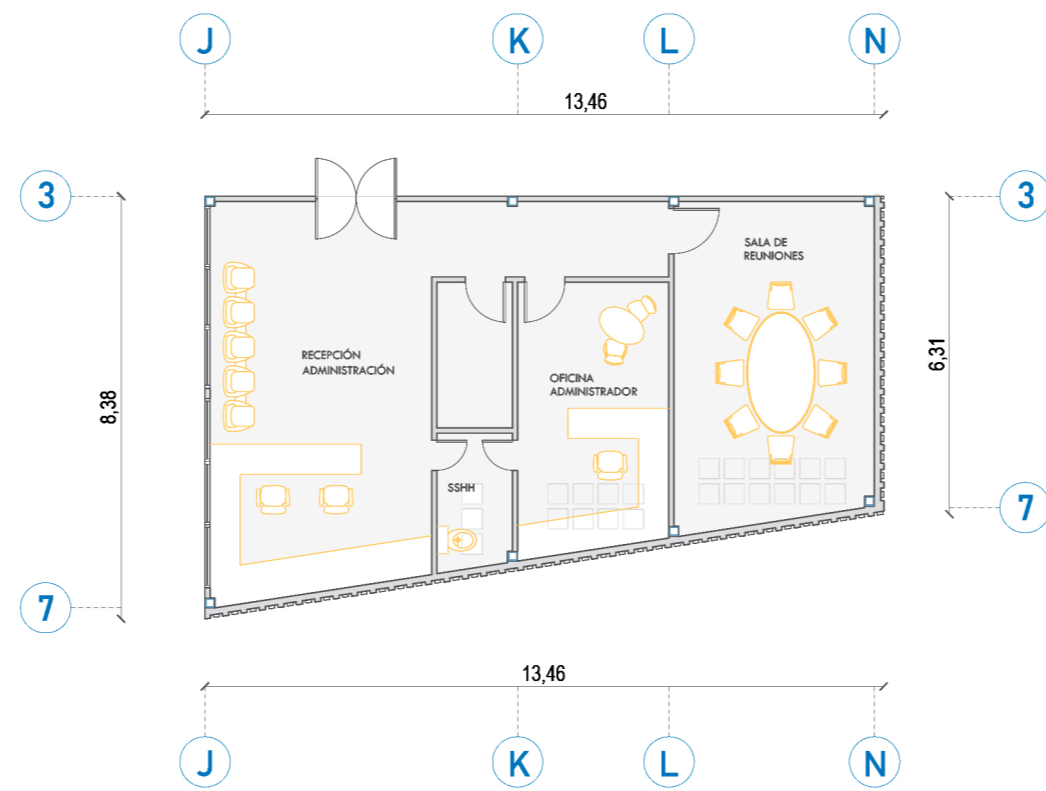 J K L N
13,46
3 3
SALA DE
REUNIONES
6,31
RECEPCIÓN
ADMINISTRACIÓN
OFICINA
ADMINISTRADOR
8,38
SSHH
7
7
13,46
J K L N